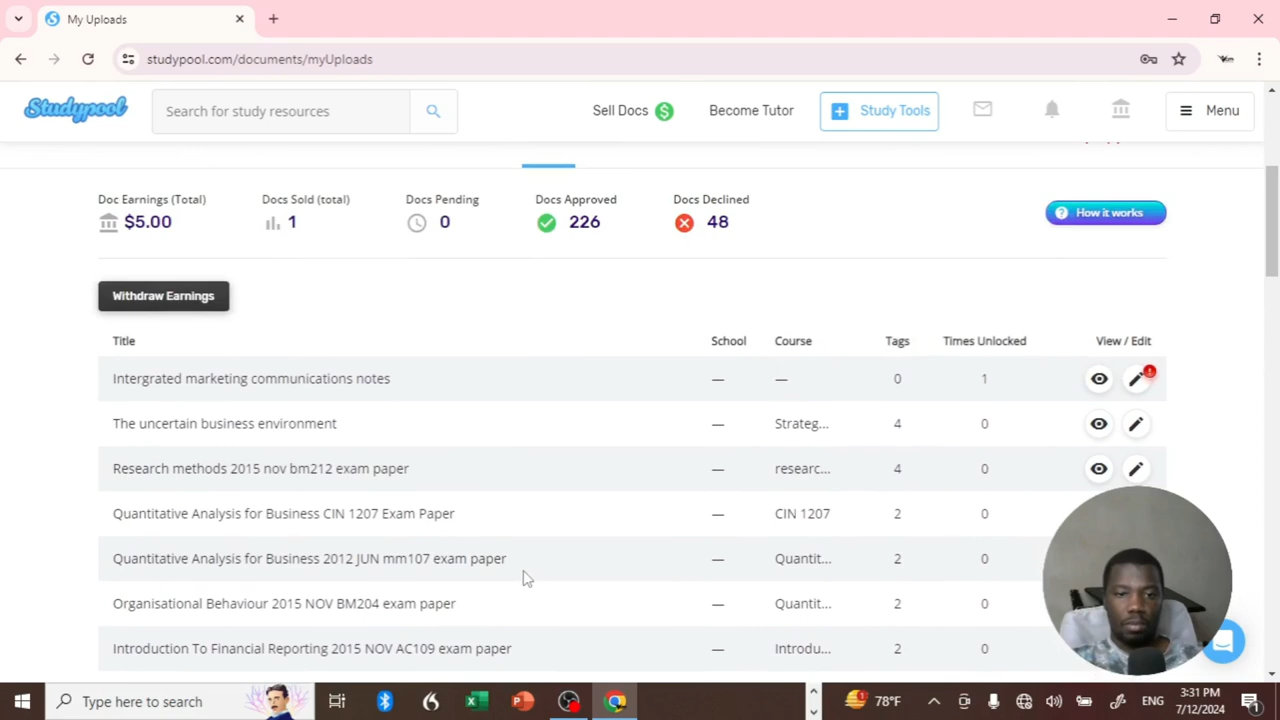 My Uploads
studypool.com/documents/myUploads
Studypool
Search for study resources
Sell Docs $
Become Tutor
Study Tools
Menu
Doc Earnings (Total)
$5.00
Docs Sold (total)
1
Docs Pending
0
Docs Approved
226
Docs Declined
48
? How it works
Withdraw Earnings
Title School Course Tags Times Unlocked View / Edit
Intergrated marketing communications notes — — 0 1
The uncertain business environment — Strateg... 4 0
Research methods 2015 nov bm212 exam paper — researc... 4 0
Quantitative Analysis for Business CIN 1207 Exam Paper — CIN 1207 2 0
Quantitative Analysis for Business 2012 JUN mm107 exam paper — Quantit... 2 0
Organisational Behaviour 2015 NOV BM204 exam paper — Quantit... 2 0
Introduction To Financial Reporting 2015 NOV AC109 exam paper — Introdu... 2 0
Type here to search
78°F
ENG
3:31 PM
7/12/2024